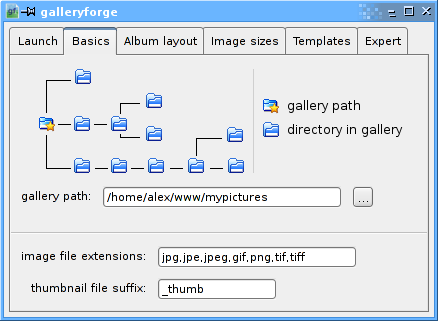 galleryforge
Launch Basics Album layout Image sizes Templates Expert
gallery path
directory in gallery
gallery path: /home/alex/www/mypictures ...
image file extensions: jpg,jpe,jpeg,gif,png,tif,tiff
thumbnail file suffix: _thumb